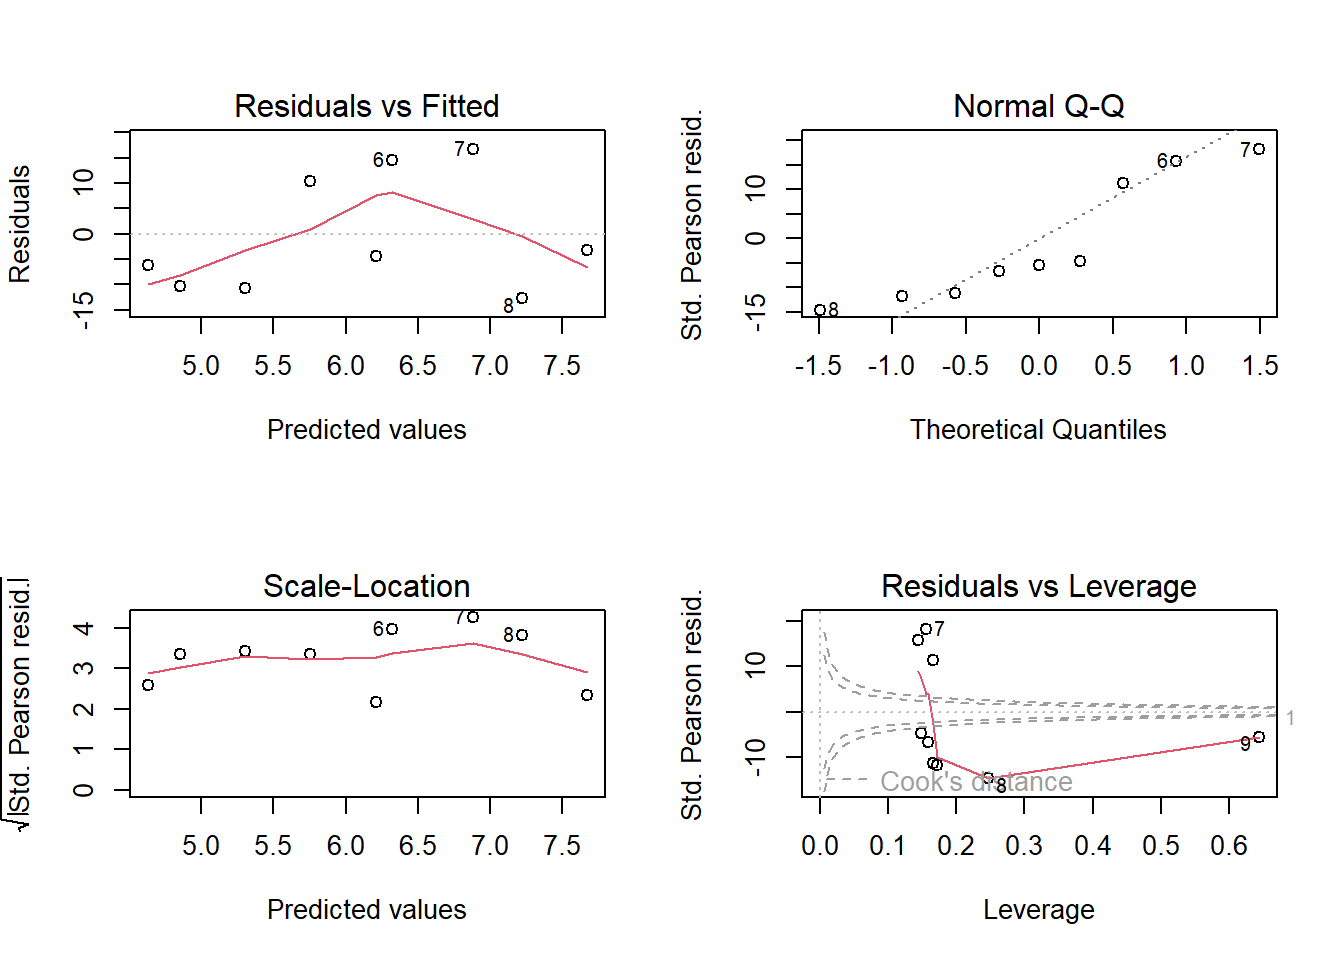 Residuals vs Fitted
Residuals
10
0
-15
6
7
8
5.0 5.5 6.0 6.5 7.0 7.5
Predicted values
Normal Q-Q
Std. Pearson resid.
10
0
-15
6
7
8
-1.5 -1.0 -0.5 0.0 0.5 1.0 1.5
Theoretical Quantiles
Scale-Location
√|Std. Pearson resid.|
4
3
2
1
0
6
7
8
5.0 5.5 6.0 6.5 7.0 7.5
Predicted values
Residuals vs Leverage
Std. Pearson resid.
10
-10
7
1
9
Cook's distance
8
0.0 0.1 0.2 0.3 0.4 0.5 0.6
Leverage